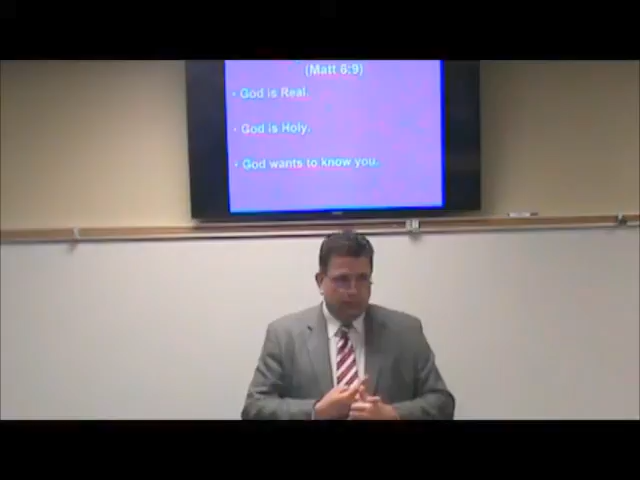 (Matt 6:9)
• God is Real.
• God is Holy.
• God wants to know you.